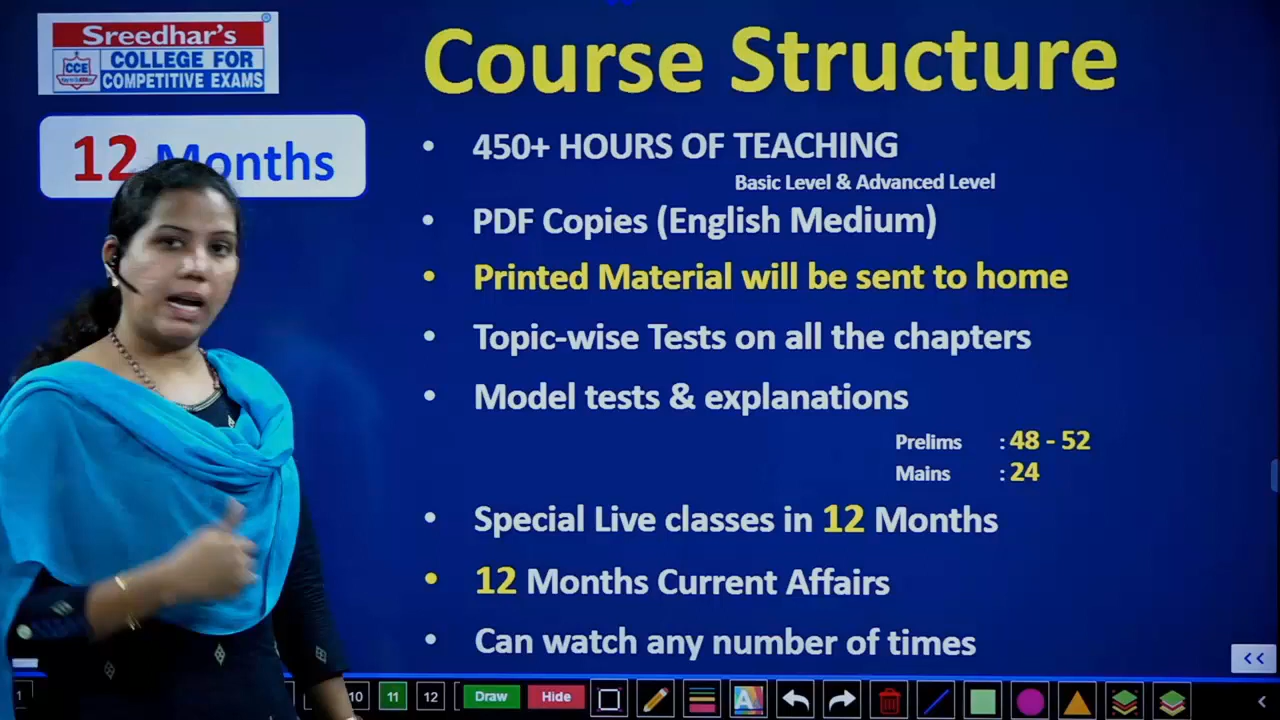 Sreedhar's
CCE
COLLEGE FOR
COMPETITIVE EXAMS
12 Months
Course Structure
• 450+ HOURS OF TEACHING
Basic Level & Advanced Level
• PDF Copies (English Medium)
• Printed Material will be sent to home
• Topic-wise Tests on all the chapters
• Model tests & explanations
Prelims : 48 - 52
Mains : 24
• Special Live classes in 12 Months
• 12 Months Current Affairs
• Can watch any number of times
<<
1 10 11 12 Draw Hide A